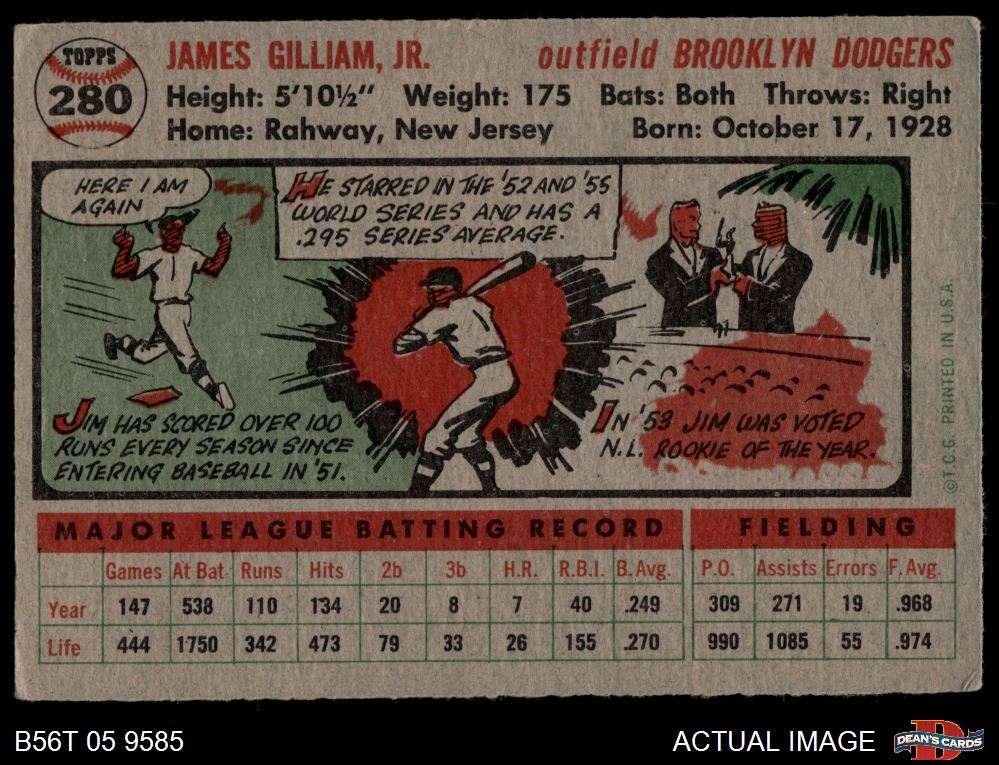 TOPPS
280
JAMES GILLIAM, JR. outfield BROOKLYN DODGERS
Height: 5'10½" Weight: 175 Bats: Both Throws: Right
Home: Rahway, New Jersey Born: October 17, 1928
HERE I AM
AGAIN
HE STARRED IN THE '52 AND '55
WORLD SERIES AND HAS A
.295 SERIES AVERAGE.
JIM HAS SCORED OVER 100
RUNS EVERY SEASON SINCE
ENTERING BASEBALL IN '51.
IN '53 JIM WAS VOTED
N.L. ROOKIE OF THE YEAR.
©T.C.G. PRINTED IN U.S.A.
MAJOR LEAGUE BATTING RECORD FIELDING
Games At Bat Runs Hits 2b 3b H.R. R.B.I. B. Avg. P.O. Assists Errors F. Avg.
Year 147 538 110 134 20 8 7 40 .249 309 271 19 .968
Life 444 1750 342 473 79 33 26 155 .270 990 1085 55 .974
B56T 05 9585 ACTUAL IMAGE
DEAN'S CARDS